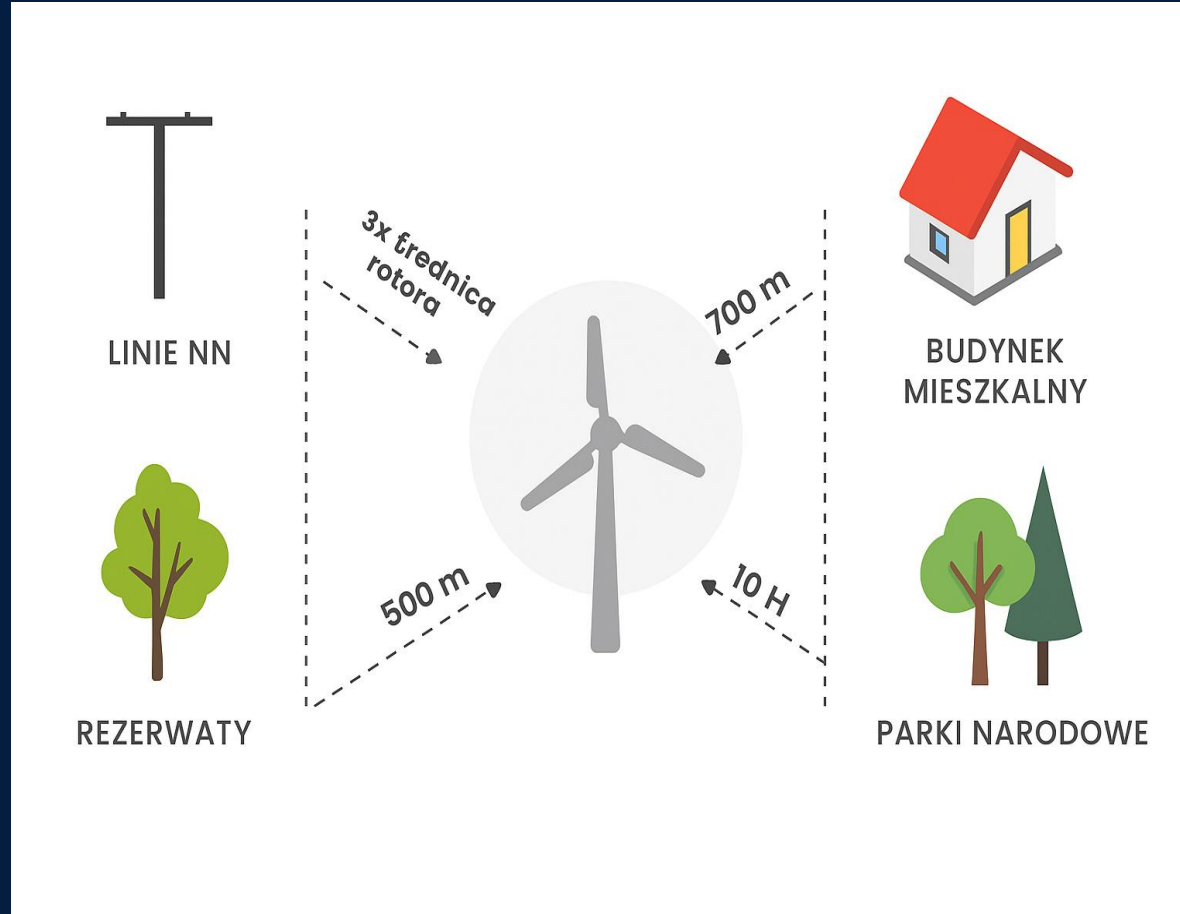 3x średnica
rotora
700 m
LINIE NN
BUDYNEK
MIESZKALNY
500 m
10 H
REZERWATY
PARKI NARODOWE